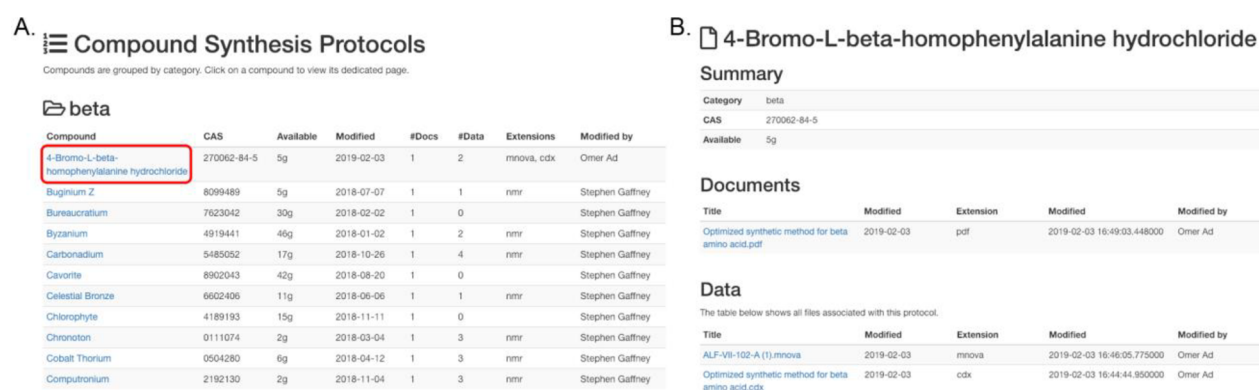 A.
Compound Synthesis Protocols
Compounds are grouped by category. Click on a compound to view its dedicated page.
beta
Compound CAS Available Modified #Docs #Data Extensions Modified by
4-Bromo-L-beta- 270062-84-5 5g 2019-02-03 1 2 mnova, cdx Omer Ad
homophenylalanine hydrochloride
Buginium Z 8099489 5g 2018-07-07 1 1 nmr Stephen Gaffney
Bureaucratium 7623042 30g 2018-02-02 1 0 Stephen Gaffney
Byzanium 4919441 46g 2018-01-02 1 2 nmr Stephen Gaffney
Carbonadium 5485052 17g 2018-10-26 1 4 nmr Stephen Gaffney
Cavorite 8902043 42g 2018-08-20 1 0 Stephen Gaffney
Celestial Bronze 6602406 11g 2018-06-06 1 1 nmr Stephen Gaffney
Chlorophyte 4189193 15g 2018-11-11 1 0 Stephen Gaffney
Chronoton 0111074 2g 2018-03-04 1 3 nmr Stephen Gaffney
Cobalt Thorium 0504280 6g 2018-04-12 1 3 nmr Stephen Gaffney
Computronium 2192130 2g 2018-11-04 1 3 nmr Stephen Gaffney
B.
4-Bromo-L-beta-homophenylalanine hydrochloride
Summary
Category beta
CAS 270062-84-5
Available 5g
Documents
Title Modified Extension Modified Modified by
Optimized synthetic method for beta 2019-02-03 pdf 2019-02-03 16:49:03.448000 Omer Ad
amino acid.pdf
Data
The table below shows all files associated with this protocol.
Title Modified Extension Modified Modified by
ALF-VII-102-A (1).mnova 2019-02-03 mnova 2019-02-03 16:46:05.775000 Omer Ad
Optimized synthetic method for beta 2019-02-03 cdx 2019-02-03 16:44:44.950000 Omer Ad
amino acid.cdx